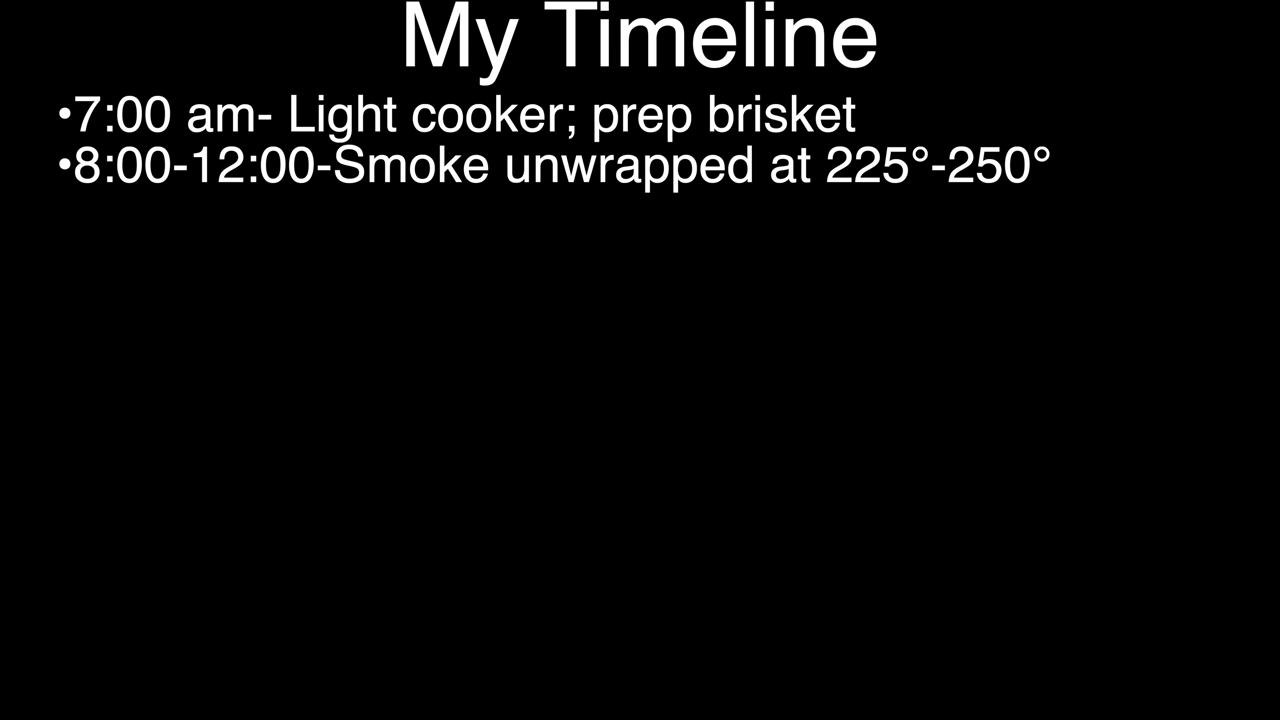 My Timeline
•7:00 am- Light cooker; prep brisket
•8:00-12:00-Smoke unwrapped at 225°-250°